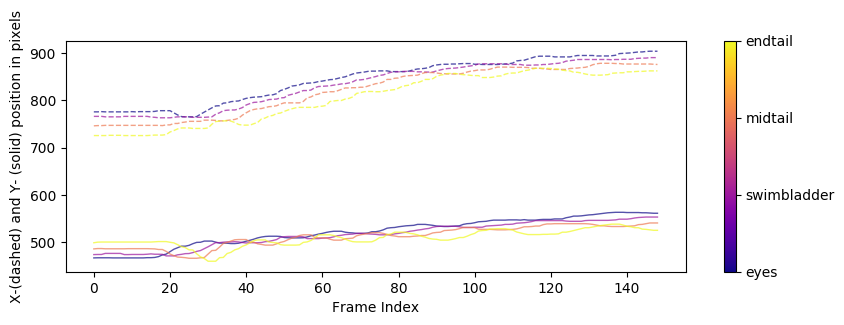 X-(dashed) and Y- (solid) position in pixels
900
800
700
600
500
0 20 40 60 80 100 120 140
Frame Index
endtail
midtail
swimbladder
eyes